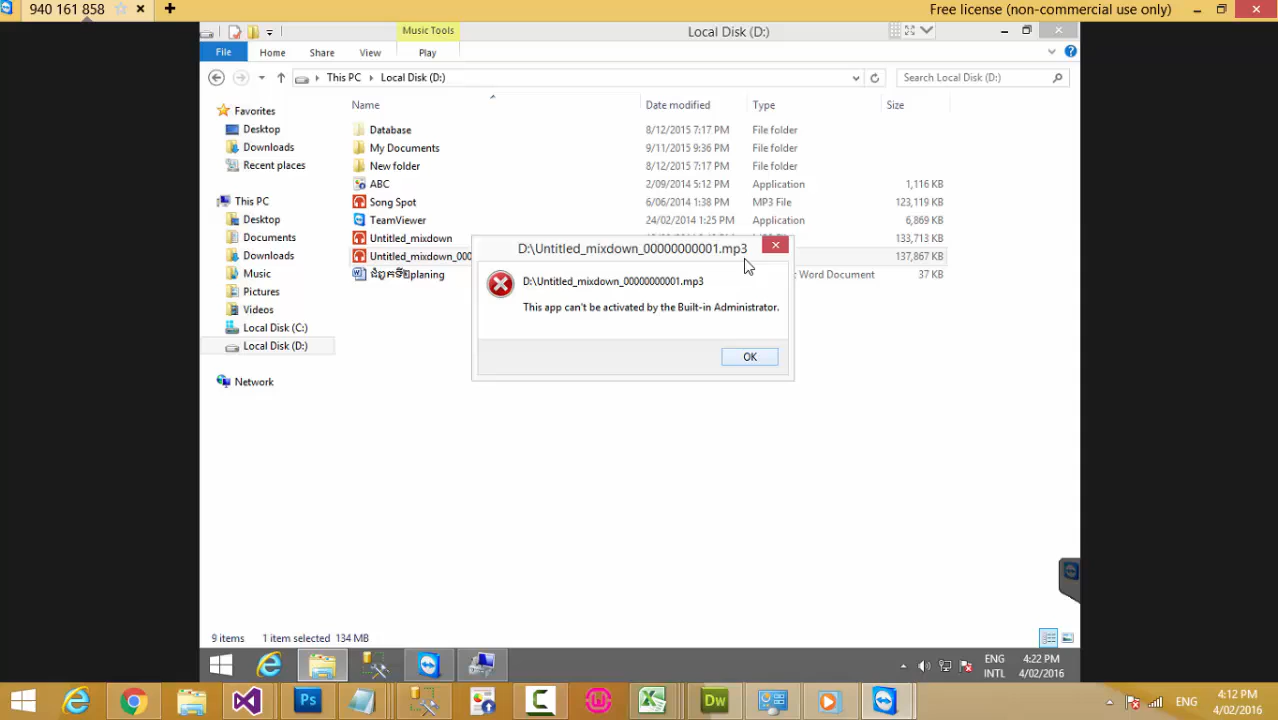 940 161 858
Free license (non-commercial use only)
Music Tools
Local Disk (D:)
File Home Share View Play
This PC Local Disk (D:)
Search Local Disk (D:)
Name Date modified Type Size
Favorites
Desktop
Downloads
Recent places
This PC
Desktop
Documents
Downloads
Music
Pictures
Videos
Local Disk (C:)
Local Disk (D:)
Network
Database 8/12/2015 7:17 PM File folder
My Documents 9/11/2015 9:36 PM File folder
New folder 8/12/2015 7:17 PM File folder
ABC 2/09/2014 5:12 PM Application 1,116 KB
Song Spot 6/06/2014 1:38 PM MP3 File 123,119 KB
TeamViewer 24/02/2014 1:25 PM Application 6,869 KB
Untitled_mixdown 133,713 KB
Untitled_mixdown_000 137,867 KB
planing Word Document 37 KB
D:\Untitled_mixdown_00000000001.mp3
D:\Untitled_mixdown_00000000001.mp3
This app can't be activated by the Built-in Administrator.
OK
9 items 1 item selected 134 MB
ENG
INTL
4:22 PM
4/02/2016
Ps
Dw
ENG
4:12 PM
4/02/2016